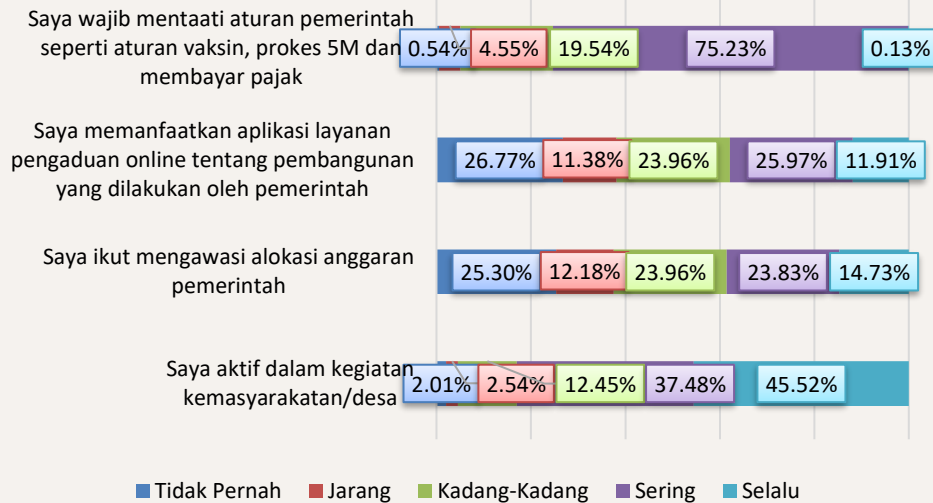 Saya wajib mentaati aturan pemerintah
seperti aturan vaksin, prokes 5M dan
membayar pajak
0.54% 4.55% 19.54% 75.23% 0.13%
Saya memanfaatkan aplikasi layanan
pengaduan online tentang pembangunan
yang dilakukan oleh pemerintah
26.77% 11.38% 23.96% 25.97% 11.91%
Saya ikut mengawasi alokasi anggaran
pemerintah
25.30% 12.18% 23.96% 23.83% 14.73%
Saya aktif dalam kegiatan
kemasyarakatan/desa
2.01% 2.54% 12.45% 37.48% 45.52%
Tidak Pernah Jarang Kadang-Kadang Sering Selalu